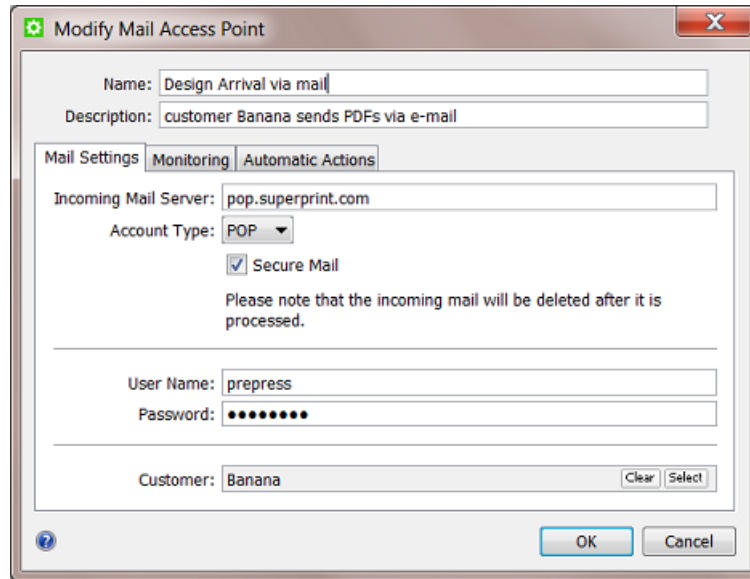 Modify Mail Access Point
Name: Design Arrival via mail
Description: customer Banana sends PDFs via e-mail
Mail Settings Monitoring Automatic Actions
Incoming Mail Server: pop.superprint.com
Account Type: POP
Secure Mail
Please note that the incoming mail will be deleted after it is
processed.
User Name: prepress
Password: ●●●●●●●●
Customer: Banana Clear Select
OK Cancel